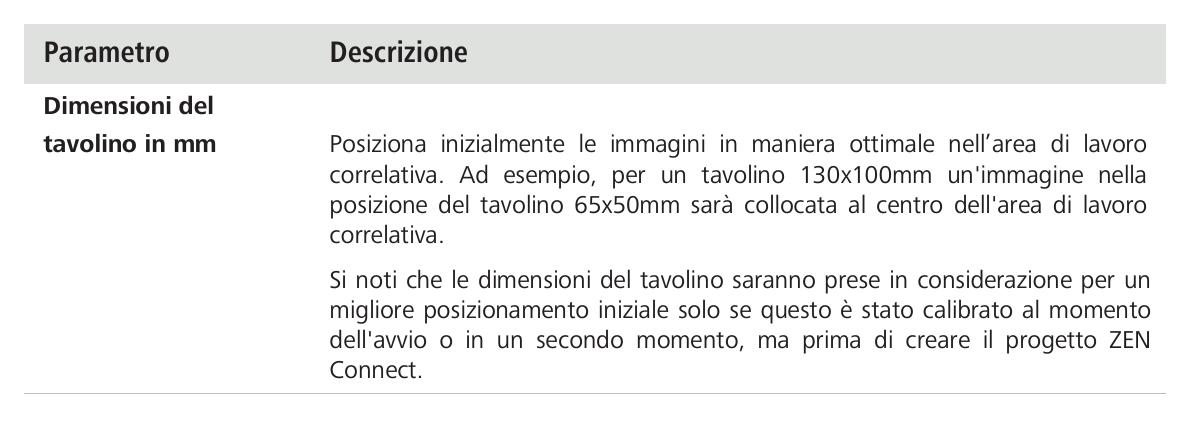 Parametro Descrizione
Dimensioni del
tavolino in mm
Posiziona inizialmente le immagini in maniera ottimale nell’area di lavoro
correlativa. Ad esempio, per un tavolino 130x100mm un'immagine nella
posizione del tavolino 65x50mm sarà collocata al centro dell'area di lavoro
correlativa.
Si noti che le dimensioni del tavolino saranno prese in considerazione per un
migliore posizionamento iniziale solo se questo è stato calibrato al momento
dell'avvio o in un secondo momento, ma prima di creare il progetto ZEN
Connect.